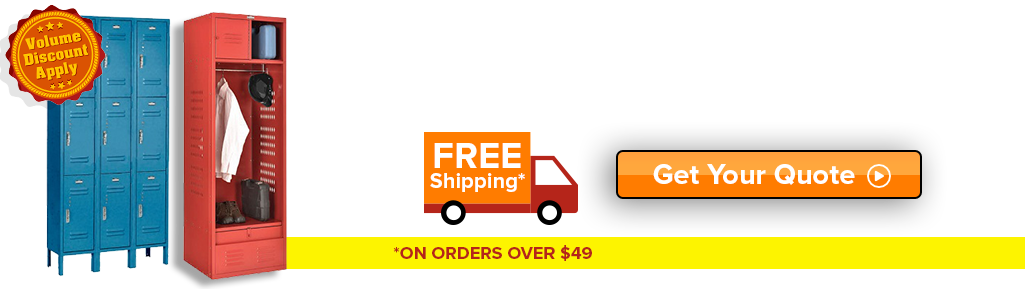 Volume
Discount
Apply
FREE
Shipping*
Get Your Quote
*ON ORDERS OVER $49